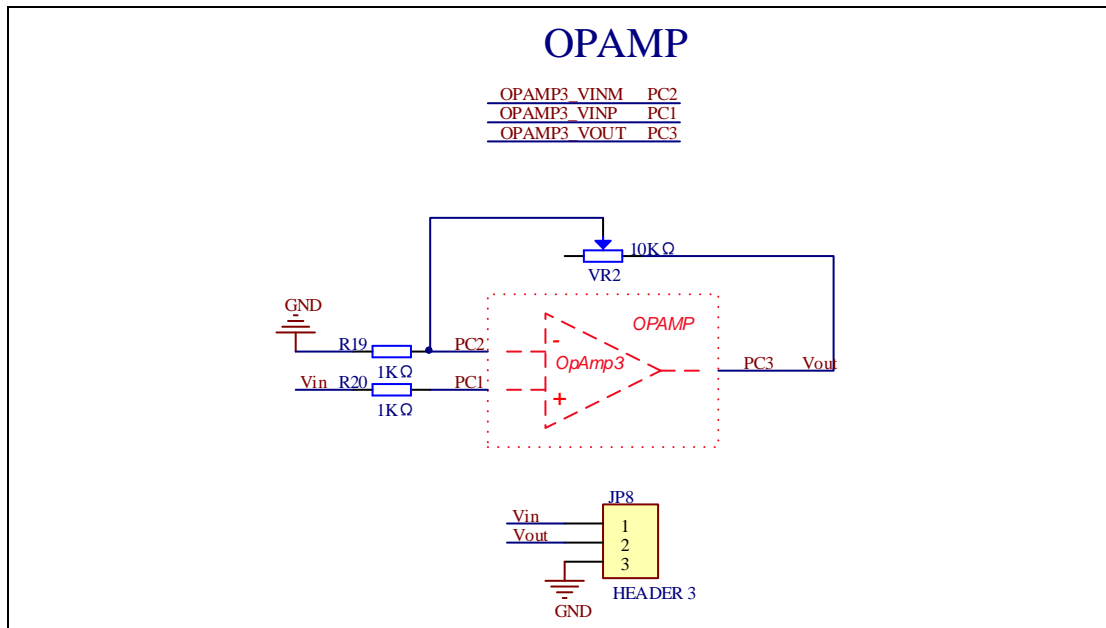 OPAMP
OPAMP3_VINM PC2
OPAMP3_VINP PC1
OPAMP3_VOUT PC3
10KΩ
VR2
GND
OPAMP
R19 PC2 -
OpAmp3
PC3 Vout
1KΩ
Vin R20 PC1
+
1KΩ
JP8
Vin 1
Vout 2
3
HEADER 3
GND